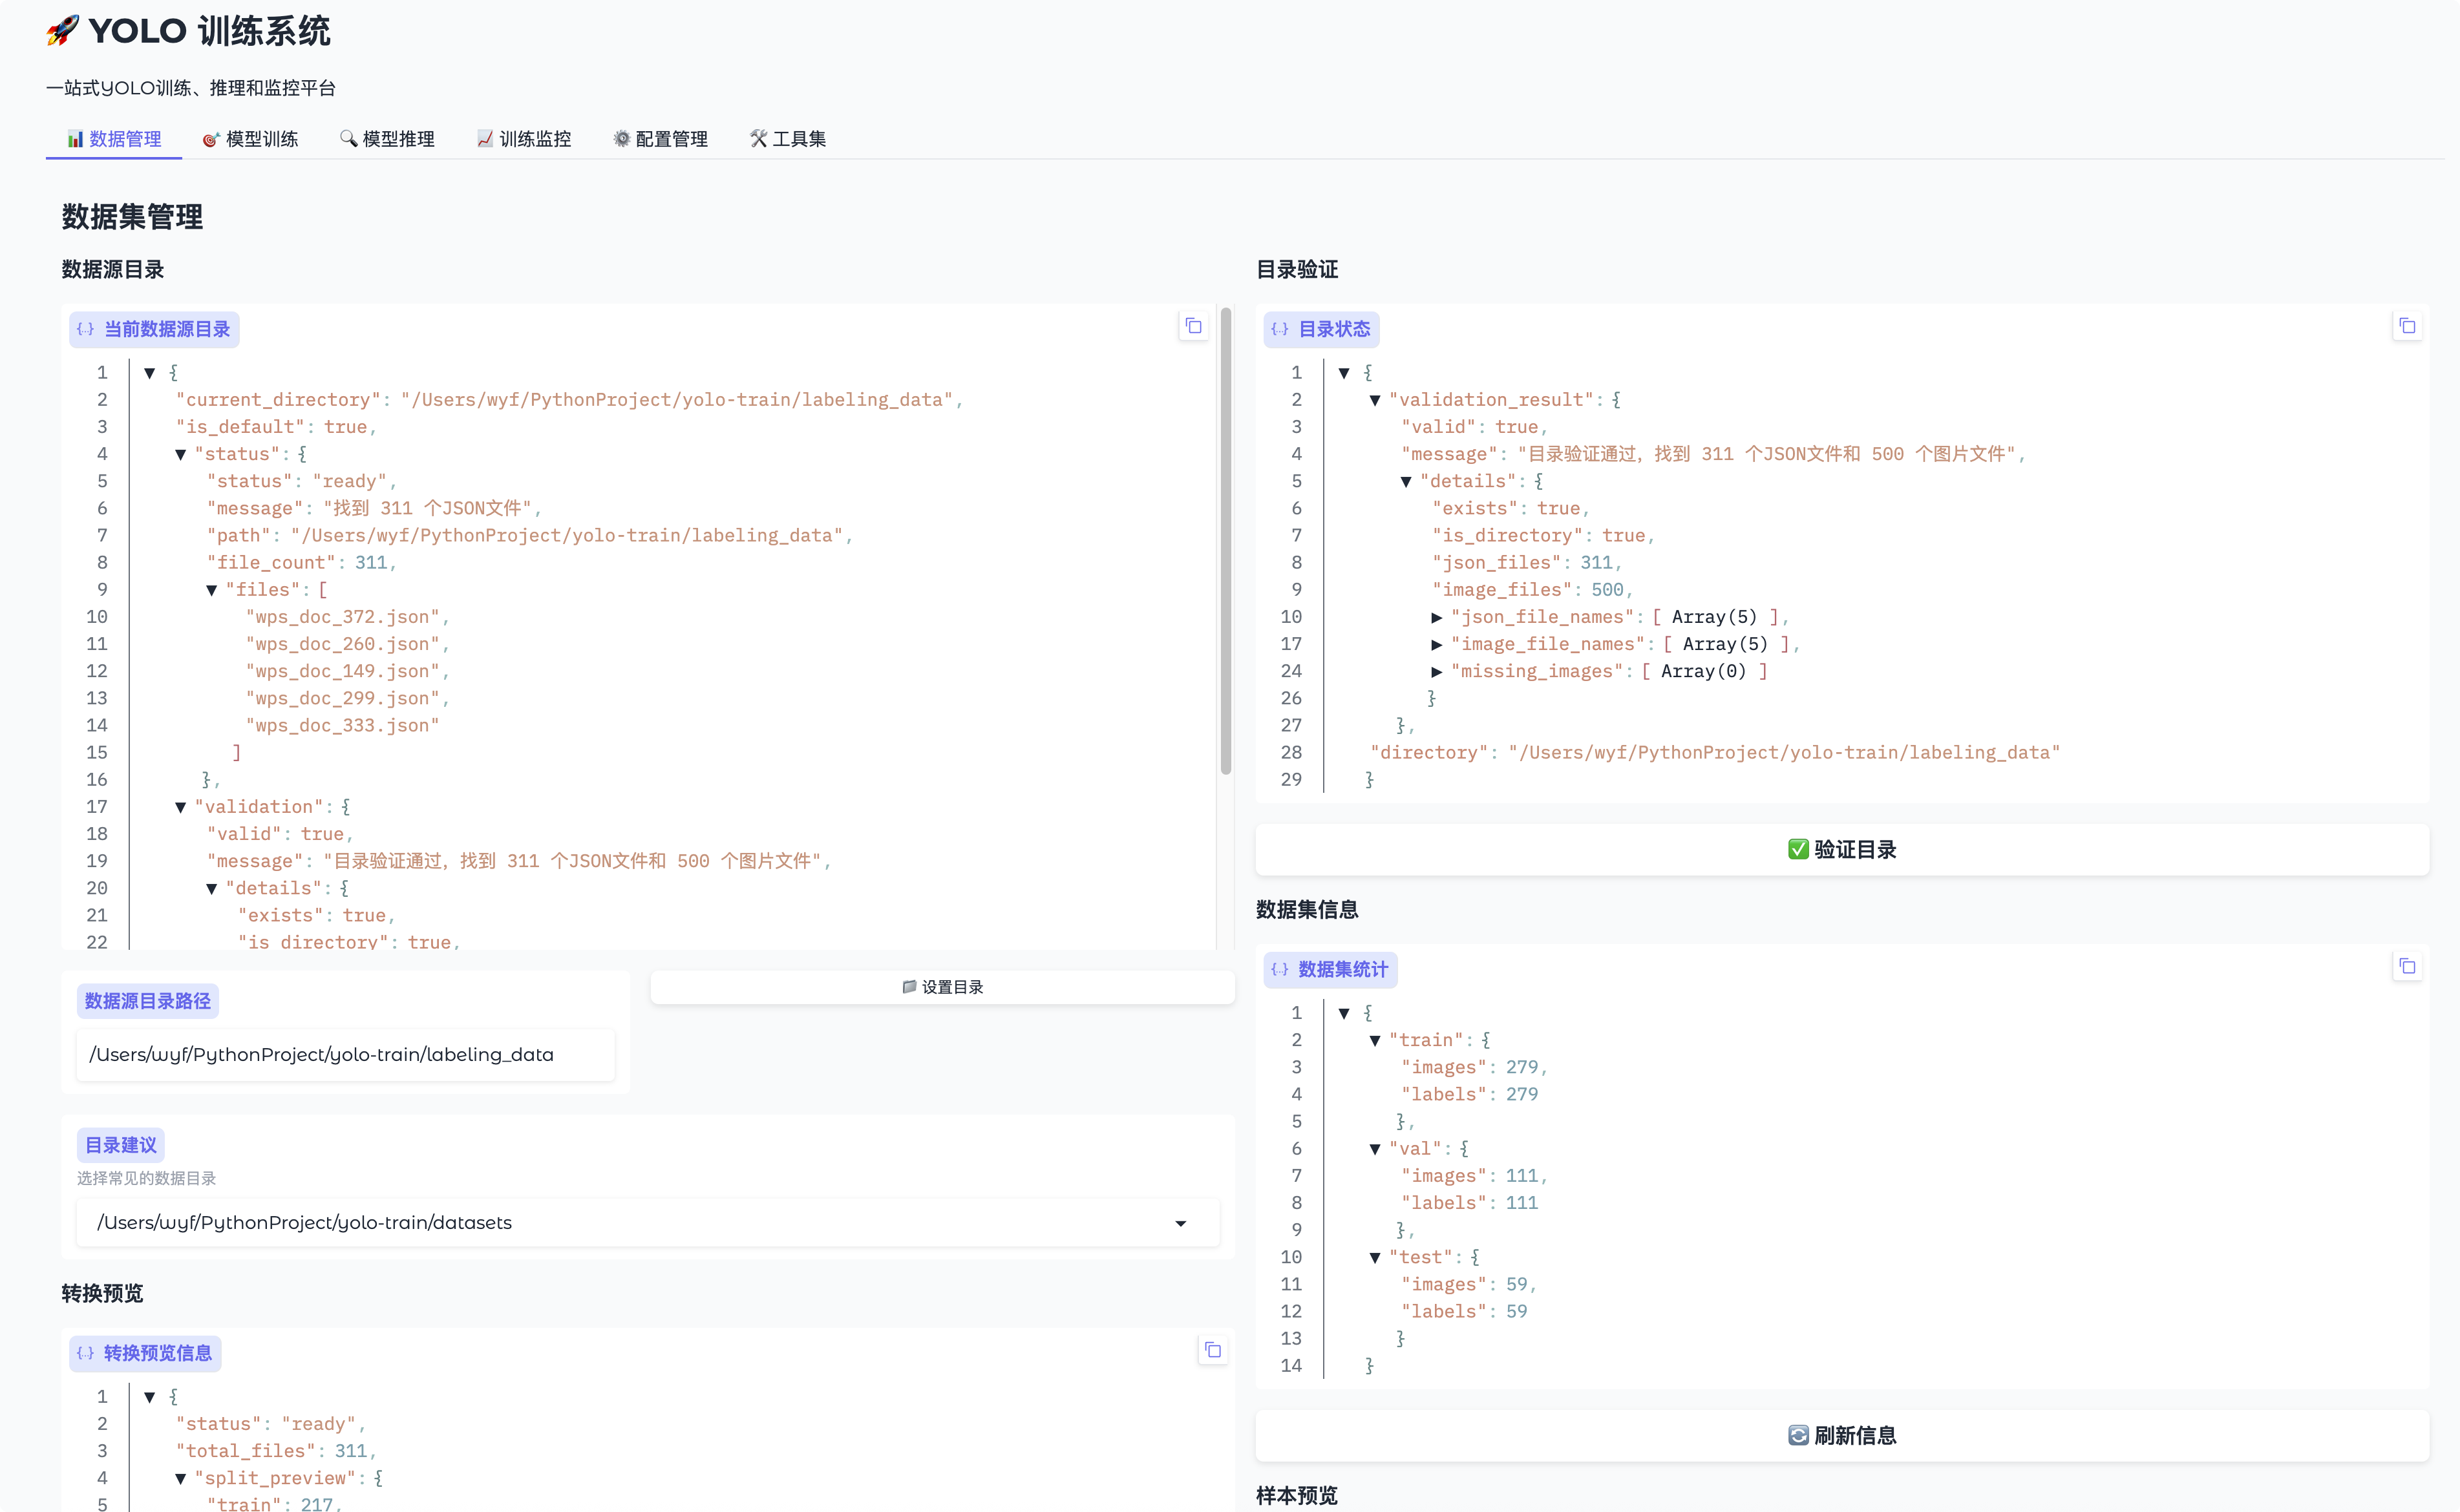 🚀 YOLO 训练系统
一站式YOLO训练、推理和监控平台
📊 数据管理
🎯 模型训练
🔍 模型推理
📈 训练监控
⚙️ 配置管理
🛠️ 工具集
数据集管理
数据源目录
{..} 当前数据源目录
1 ▼ {
2 "current_directory": "/Users/wyf/PythonProject/yolo-train/labeling_data",
3 "is_default": true,
4 ▼ "status": {
5 "status": "ready",
6 "message": "找到 311 个JSON文件",
7 "path": "/Users/wyf/PythonProject/yolo-train/labeling_data",
8 "file_count": 311,
9 ▼ "files": [
10 "wps_doc_372.json",
11 "wps_doc_260.json",
12 "wps_doc_149.json",
13 "wps_doc_299.json",
14 "wps_doc_333.json"
15 ]
16 },
17 ▼ "validation": {
18 "valid": true,
19 "message": "目录验证通过，找到 311 个JSON文件和 500 个图片文件",
20 ▼ "details": {
21 "exists": true,
22 "is_directory": true,
数据源目录路径
/Users/wyf/PythonProject/yolo-train/labeling_data
📁 设置目录
目录建议
选择常见的数据目录
/Users/wyf/PythonProject/yolo-train/datasets
转换预览
{..} 转换预览信息
1 ▼ {
2 "status": "ready",
3 "total_files": 311,
4 ▼ "split_preview": {
5 "train": 217,
目录验证
{..} 目录状态
1 ▼ {
2 ▼ "validation_result": {
3 "valid": true,
4 "message": "目录验证通过，找到 311 个JSON文件和 500 个图片文件",
5 ▼ "details": {
6 "exists": true,
7 "is_directory": true,
8 "json_files": 311,
9 "image_files": 500,
10 ▶ "json_file_names": [ Array(5) ],
17 ▶ "image_file_names": [ Array(5) ],
24 ▶ "missing_images": [ Array(0) ]
26 }
27 },
28 "directory": "/Users/wyf/PythonProject/yolo-train/labeling_data"
29 }
✅ 验证目录
数据集信息
{..} 数据集统计
1 ▼ {
2 ▼ "train": {
3 "images": 279,
4 "labels": 279
5 },
6 ▼ "val": {
7 "images": 111,
8 "labels": 111
9 },
10 ▼ "test": {
11 "images": 59,
12 "labels": 59
13 }
14 }
🔄 刷新信息
样本预览